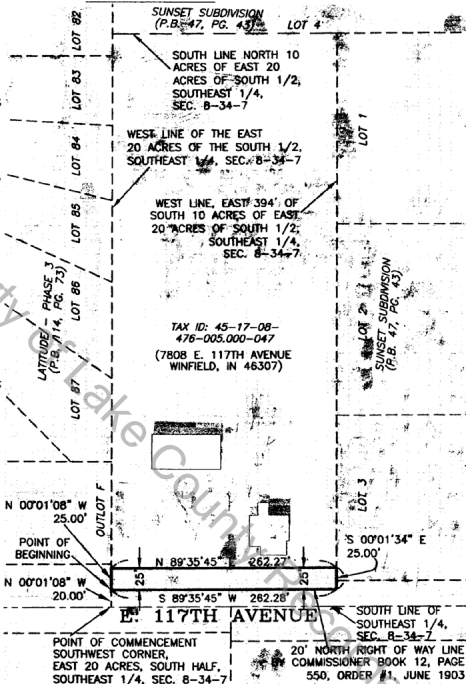 SUNSET SUBDIVISION
(P.B. 47, PG. 43)
LOT 4
LOT 82
LOT 83
LOT 84
LOT 85
LOT 86
LOT 87
LATITUDE - PHASE 3
(P.B. 114, PG. 73)
OUTLOT F
SOUTH LINE NORTH 10
ACRES OF EAST 20
ACRES OF SOUTH 1/2,
SOUTHEAST 1/4,
SEC. 8-34-7
WEST LINE OF THE EAST
20 ACRES OF THE SOUTH 1/2,
SOUTHEAST 1/4, SEC. 8-34-7
WEST LINE, EAST 394' OF
SOUTH 10 ACRES OF EAST
20 ACRES OF SOUTH 1/2,
SOUTHEAST 1/4,
SEC. 8-34-7
LOT 1
LOT 2
SUNSET SUBDIVISION
(P.B. 47, PG. 43)
LOT 3
TAX ID: 45-17-08-
476-005.000-047
(7808 E. 117TH AVENUE
WINFIELD, IN 46307)
N 00°01'08" W
25.00'
POINT OF
BEGINNING
N 00°01'08" W
20.00'
S 00°01'34" E
25.00'
N 89°35'45" E 262.27'
25
25
S 89°35'45" W 262.28'
E. 117TH AVENUE
SOUTH LINE OF
SOUTHEAST 1/4,
SEC. 8-34-7
POINT OF COMMENCEMENT
SOUTHWEST CORNER,
EAST 20 ACRES, SOUTH HALF,
SOUTHEAST 1/4, SEC. 8-34-7
20' NORTH RIGHT OF WAY LINE
COMMISSIONER BOOK 12, PAGE
550, ORDER #1, JUNE 1903
Lake County Recor